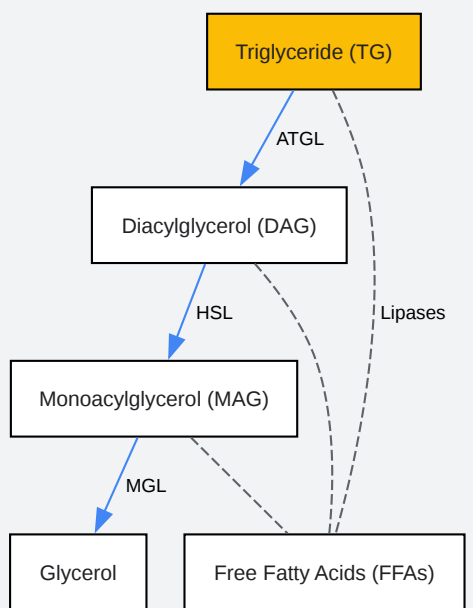 Triglyceride (TG)
ATGL
Diacylglycerol (DAG)
HSL
Lipases
Monoacylglycerol (MAG)
MGL
Glycerol
Free Fatty Acids (FFAs)